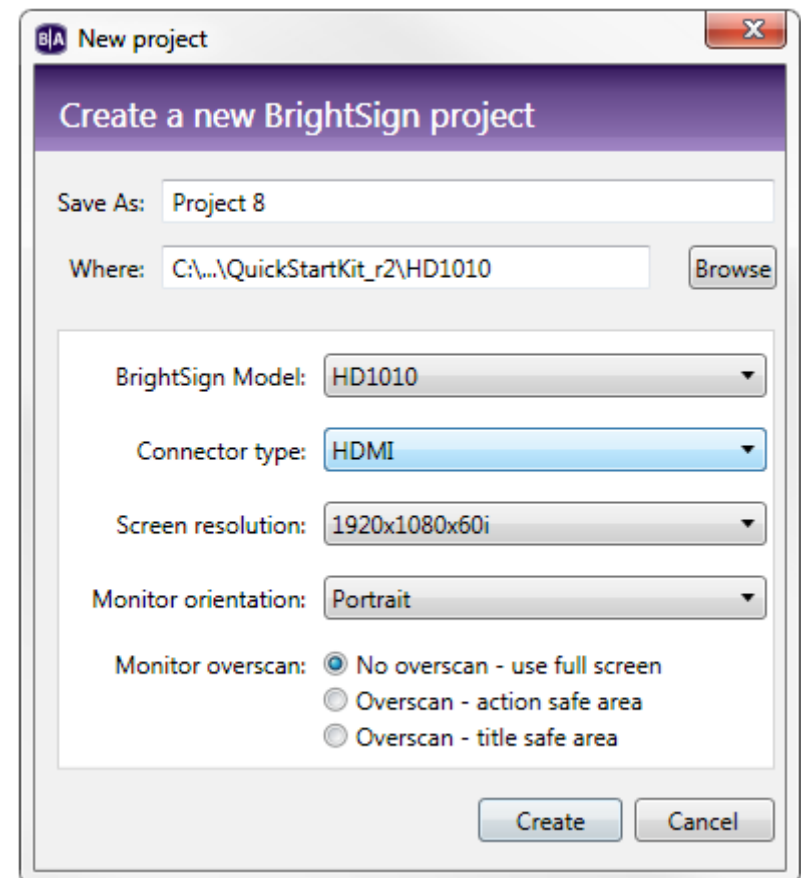 B|A New project
Create a new BrightSign project
Save As: Project 8
Where: C:\...\QuickStartKit_r2\HD1010 Browse
BrightSign Model: HD1010
Connector type: HDMI
Screen resolution: 1920x1080x60i
Monitor orientation: Portrait
Monitor overscan: No overscan - use full screen
Overscan - action safe area
Overscan - title safe area
Create Cancel